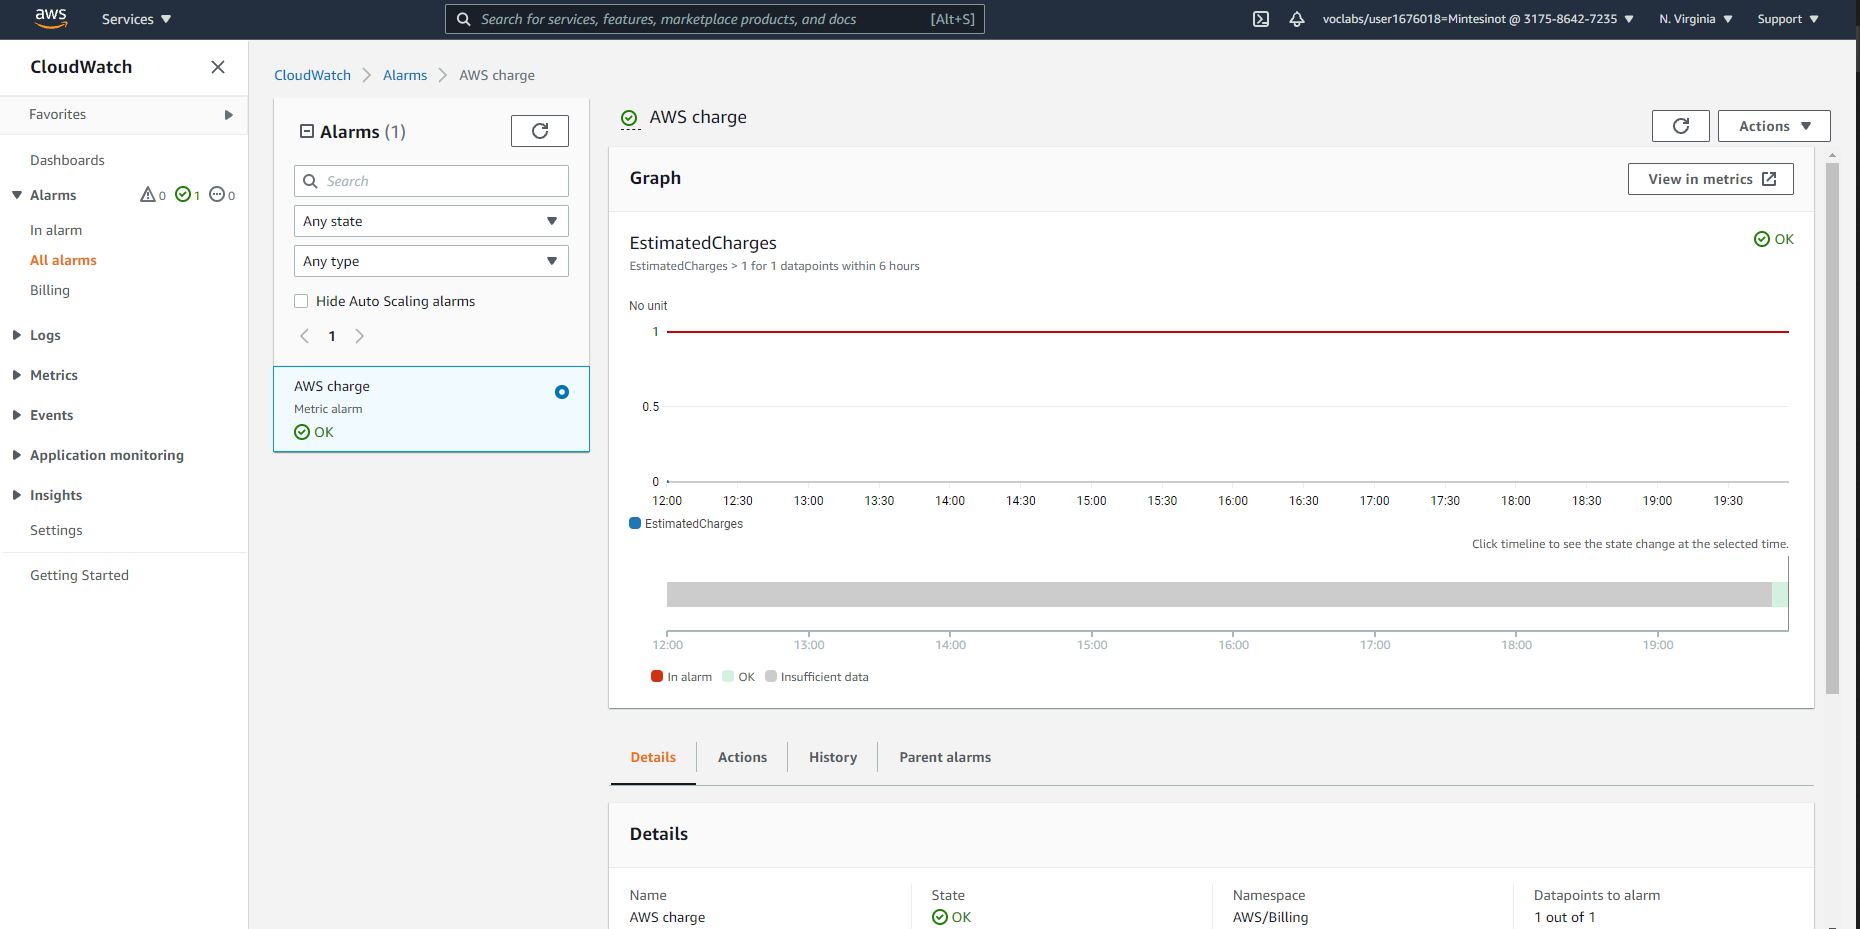 aws
Services
Search for services, features, marketplace products, and docs [Alt+S]
voclabs/user1676018=Mintesinot @ 3175-8642-7235
N. Virginia
Support
CloudWatch
Favorites
Dashboards
Alarms 0 1 0
In alarm
All alarms
Billing
Logs
Metrics
Events
Application monitoring
Insights
Settings
Getting Started
CloudWatch
Alarms
AWS charge
Alarms (1)
Search
Any state
Any type
Hide Auto Scaling alarms
1
AWS charge
Metric alarm
OK
AWS charge
Actions
Graph
View in metrics
EstimatedCharges
OK
EstimatedCharges > 1 for 1 datapoints within 6 hours
No unit
1
0.5
0
12:00 12:30 13:00 13:30 14:00 14:30 15:00 15:30 16:00 16:30 17:00 17:30 18:00 18:30 19:00 19:30
EstimatedCharges
Click timeline to see the state change at the selected time.
12:00 13:00 14:00 15:00 16:00 17:00 18:00 19:00
In alarm OK Insufficient data
Details
Actions
History
Parent alarms
Details
Name
AWS charge
State
OK
Namespace
AWS/Billing
Datapoints to alarm
1 out of 1